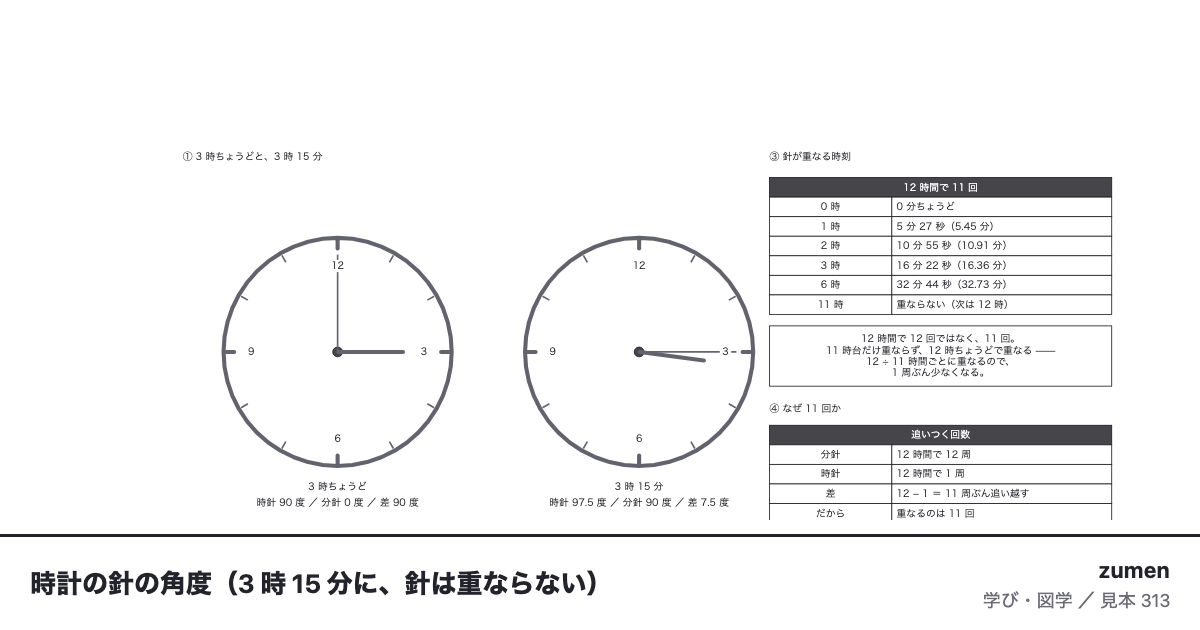 ① 3 時ちょうどと、3 時 15 分
12
9
3
6
3 時ちょうど
時針 90 度 ／ 分針 0 度 ／ 差 90 度
12
9
3
6
3 時 15 分
時針 97.5 度 ／ 分針 90 度 ／ 差 7.5 度
③ 針が重なる時刻
12 時間で 11 回
0 時 0 分ちょうど
1 時 5 分 27 秒（5.45 分）
2 時 10 分 55 秒（10.91 分）
3 時 16 分 22 秒（16.36 分）
6 時 32 分 44 秒（32.73 分）
11 時 重ならない（次は 12 時）
12 時間で 12 回ではなく、11 回。
11 時台だけ重ならず、12 時ちょうどで重なる ――
12 ÷ 11 時間ごとに重なるので、
1 周ぶん少なくなる。
④ なぜ 11 回か
追いつく回数
分針 12 時間で 12 周
時針 12 時間で 1 周
差 12 − 1 ＝ 11 周ぶん追い越す
だから 重なるのは 11 回
時計の針の角度（3 時 15 分に、針は重ならない）
zumen
学び・図学 ／ 見本 313